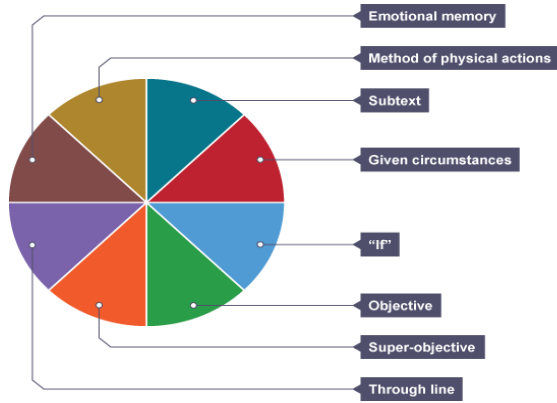 Emotional memory
Method of physical actions
Subtext
Given circumstances
“If”
Objective
Super-objective
Through line